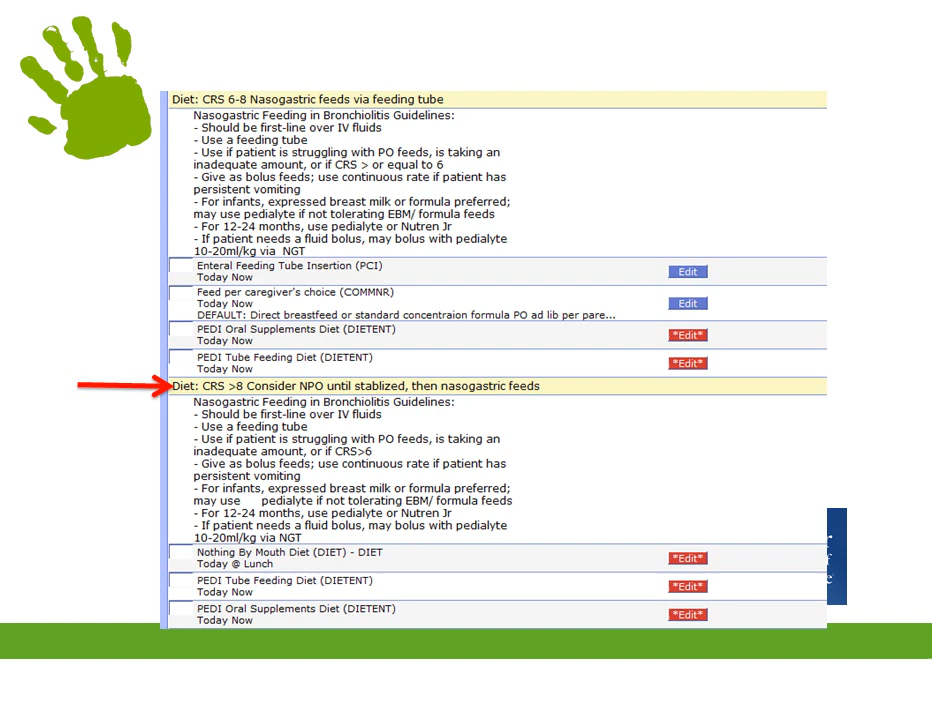 Diet: CRS 6-8 Nasogastric feeds via feeding tube
Nasogastric Feeding in Bronchiolitis Guidelines:
- Should be first-line over IV fluids
- Use a feeding tube
- Use if patient is struggling with PO feeds, is taking an
inadequate amount, or if CRS > or equal to 6
- Give as bolus feeds; use continuous rate if patient has
persistent vomiting
- For infants, expressed breast milk or formula preferred;
may use pedialyte if not tolerating EBM/ formula feeds
- For 12-24 months, use pedialyte or Nutren Jr
- If patient needs a fluid bolus, may bolus with pedialyte
10-20ml/kg via NGT
Enteral Feeding Tube Insertion (PCI)
Today Now
Edit
Feed per caregiver's choice (COMMNR)
Today Now
Edit
DEFAULT: Direct breastfeed or standard concentraion formula PO ad lib per pare...
PEDI Oral Supplements Diet (DIETENT)
Today Now
*Edit*
PEDI Tube Feeding Diet (DIETENT)
Today Now
*Edit*
Diet: CRS >8 Consider NPO until stablized, then nasogastric feeds
Nasogastric Feeding in Bronchiolitis Guidelines:
- Should be first-line over IV fluids
- Use a feeding tube
- Use if patient is struggling with PO feeds, is taking an
inadequate amount, or if CRS>6
- Give as bolus feeds; use continuous rate if patient has
persistent vomiting
- For infants, expressed breast milk or formula preferred;
may use pedialyte if not tolerating EBM/ formula feeds
- For 12-24 months, use pedialyte or Nutren Jr
- If patient needs a fluid bolus, may bolus with pedialyte
10-20ml/kg via NGT
Nothing By Mouth Diet (DIET) - DIET
Today @ Lunch
*Edit*
PEDI Tube Feeding Diet (DIETENT)
Today Now
*Edit*
PEDI Oral Supplements Diet (DIETENT)
Today Now
*Edit*